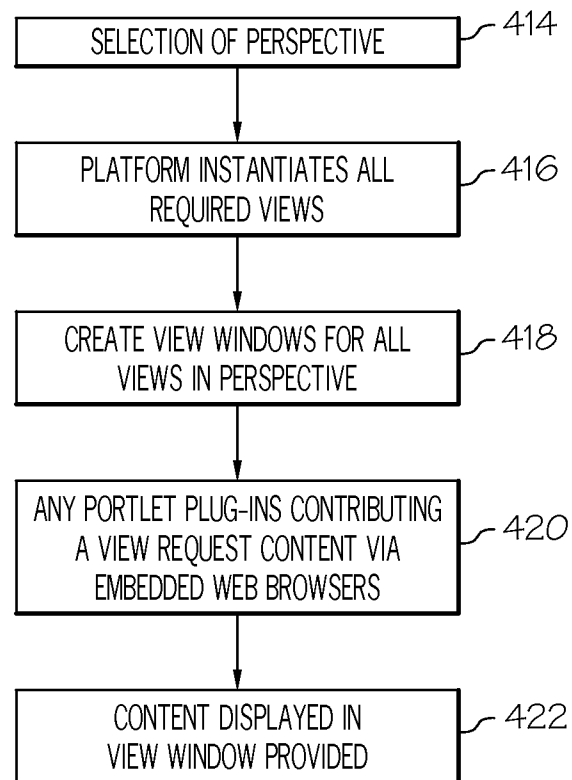 SELECTION OF PERSPECTIVE
414
PLATFORM INSTANTIATES ALL
REQUIRED VIEWS
416
CREATE VIEW WINDOWS FOR ALL
VIEWS IN PERSPECTIVE
418
ANY PORTLET PLUG-INS CONTRIBUTING
A VIEW REQUEST CONTENT VIA
EMBEDDED WEB BROWSERS
420
CONTENT DISPLAYED IN
VIEW WINDOW PROVIDED
422